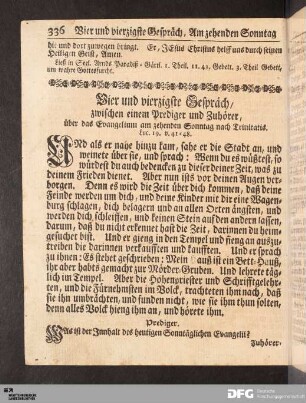 336 Vier und vierzigste Gespräch, Am zehenden Sonntag
hie und dort zuwegen bringt. Er, JEsus Christus helff uns durch seinen
Heiligen Geist, Amen.
Ließ in Seel. Arnds Paradiß-Gärtl. 1. Theil, 11. 42. Gebett. 3. Theil Gebett,
um wahre Gottesfurcht.
Vier und vierzigste Gespräch/
zwischen einem Prediger und Zuhörer,
über das Evangelium am zehenden Sonntag nach Trinitatis.
Luc. 19. v. 41-48.
UND als er nahe hinzu kam, sahe er die Stadt an, und
weinete über sie, und sprach: Wenn du es wüßtest, so
würdest du auch bedencken zu dieser deiner Zeit, was zu
deinem Frieden dienet. Aber nun ists vor deinen Augen ver-
borgen. Denn es wird die Zeit über dich kommen, daß deine
Feinde werden um dich, und deine Kinder mit dir eine Wagen-
burg schlagen, dich belagern und an allen Orten ängsten, und
werden dich schleiffen, und keinen Stein auf den andern lassen,
darum, daß du nicht erkennet hast die Zeit, darinnen du heim-
gesuchet bist. Und er gieng in den Tempel und fieng an auszu-
treiben die darinnen verkaufften und kaufften. Und er sprach
zu ihnen: Es stehet geschrieben: Mein Hauß ist ein Bett-Hauß,
ihr aber habts gemacht zur Mörder-Gruben. Und lehrete täg-
lich im Tempel. Aber die Hohenpriester und Schrifftgelehr-
ten, und die Fürnehmsten im Volck, trachteten ihm nach, daß
sie ihn umbrächten, und funden nicht, wie sie ihm thun solten,
denn alles Volck hieng ihm an, und hörete ihn.
Prediger.
Was ist der Innhalt des heutigen Sonntäglichen Evangelii?
Zuhörer.
DFG Deutsche
Forschungsgemeinschaft